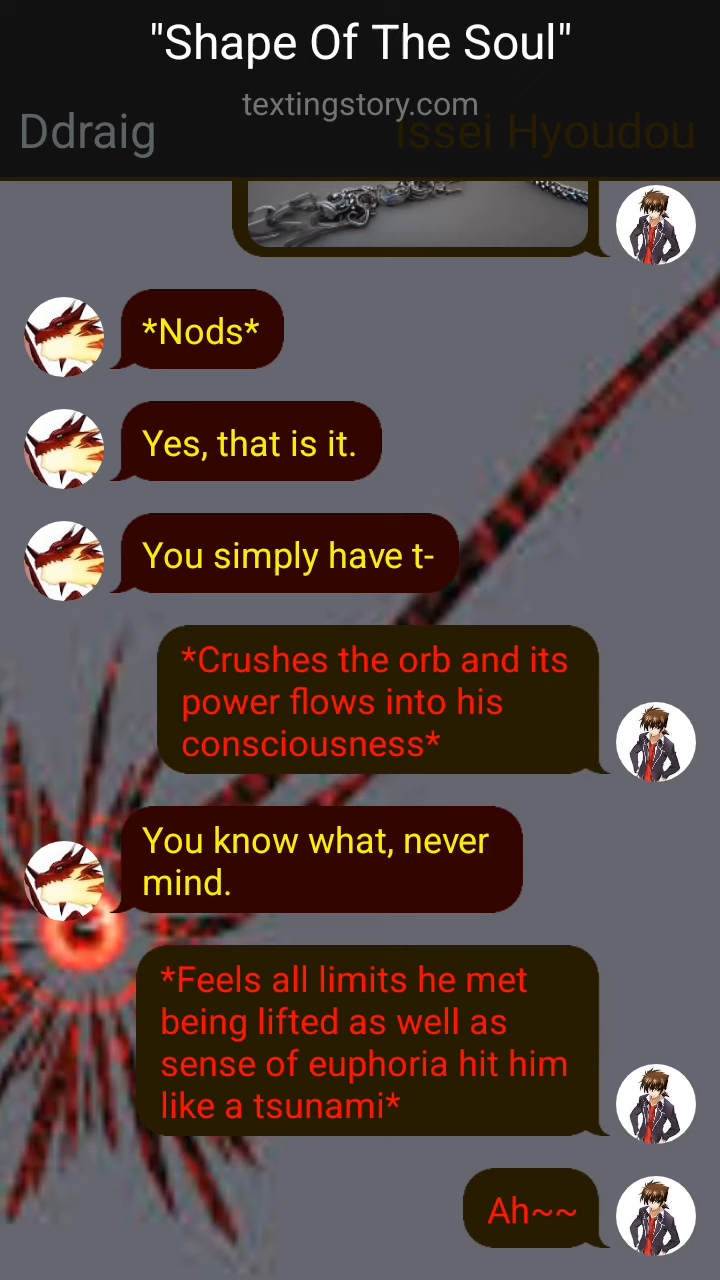 "Shape Of The Soul"
textingstory.com
Ddraig
Issei Hyoudou
*Nods*
Yes, that is it.
You simply have t-
*Crushes the orb and its
power flows into his
consciousness*
You know what, never
mind.
*Feels all limits he met
being lifted as well as
sense of euphoria hit him
like a tsunami*
Ah~~